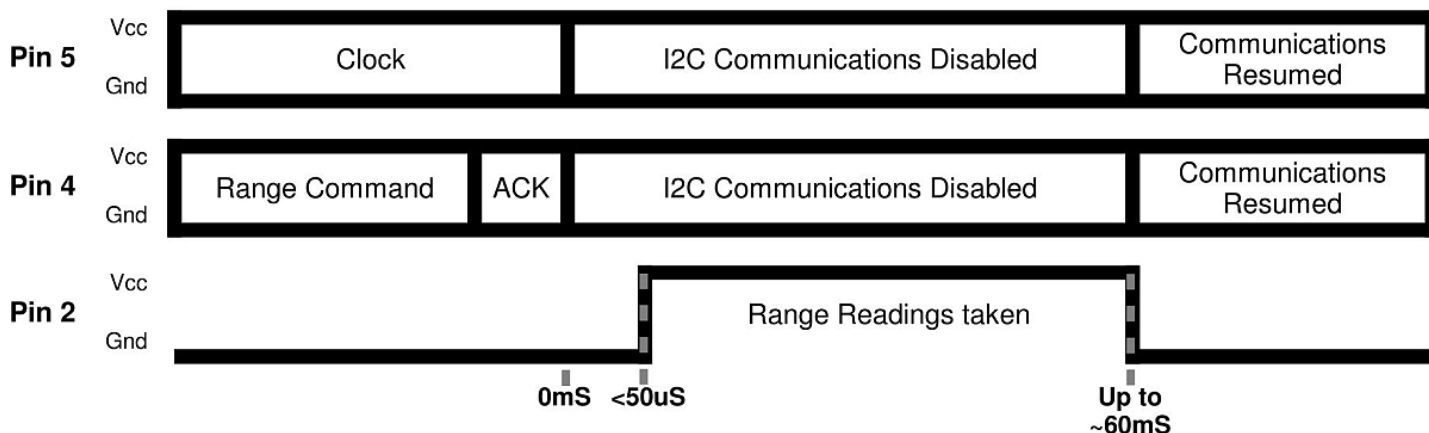 Vcc
Pin 5
Gnd
Clock
I2C Communications Disabled
Communications
Resumed
Vcc
Pin 4
Gnd
Range Command
ACK
I2C Communications Disabled
Communications
Resumed
Vcc
Pin 2
Gnd
Range Readings taken
0mS
<50uS
Up to
~60mS